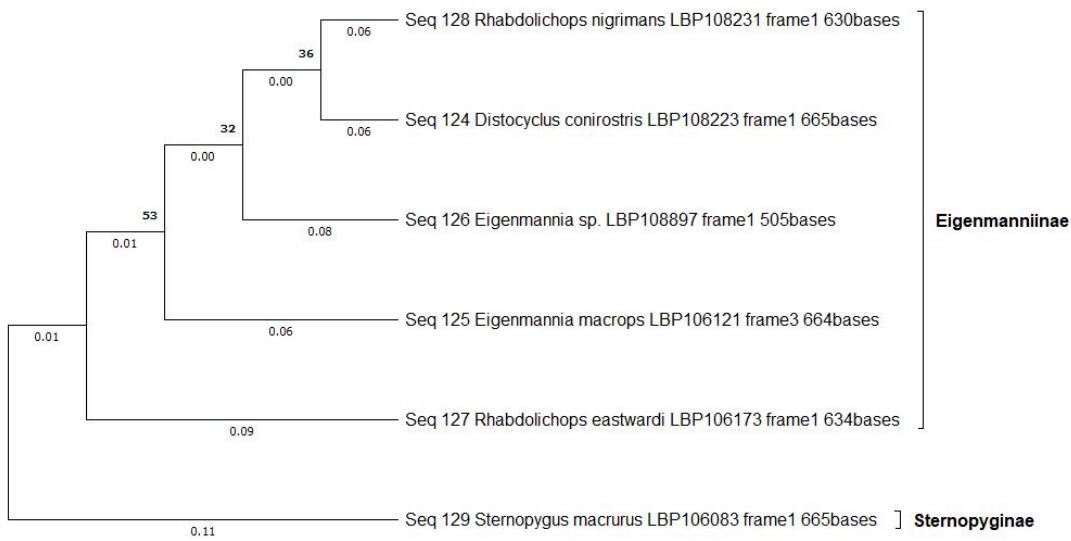 Seq 128 Rhabdolichops nigrimans LBP108231 frame1 630bases
0.06
36
0.00
Seq 124 Distocyclus conirostris LBP108223 frame1 665bases
0.06
32
0.00
Seq 126 Eigenmannia sp. LBP108897 frame1 505bases
0.08
Eigenmanniinae
53
0.01
Seq 125 Eigenmannia macrops LBP106121 frame3 664bases
0.06
0.01
Seq 127 Rhabdolichops eastwardi LBP106173 frame1 634bases
0.09
Seq 129 Sternopygus macrurus LBP106083 frame1 665bases
Sternopyginae
0.11